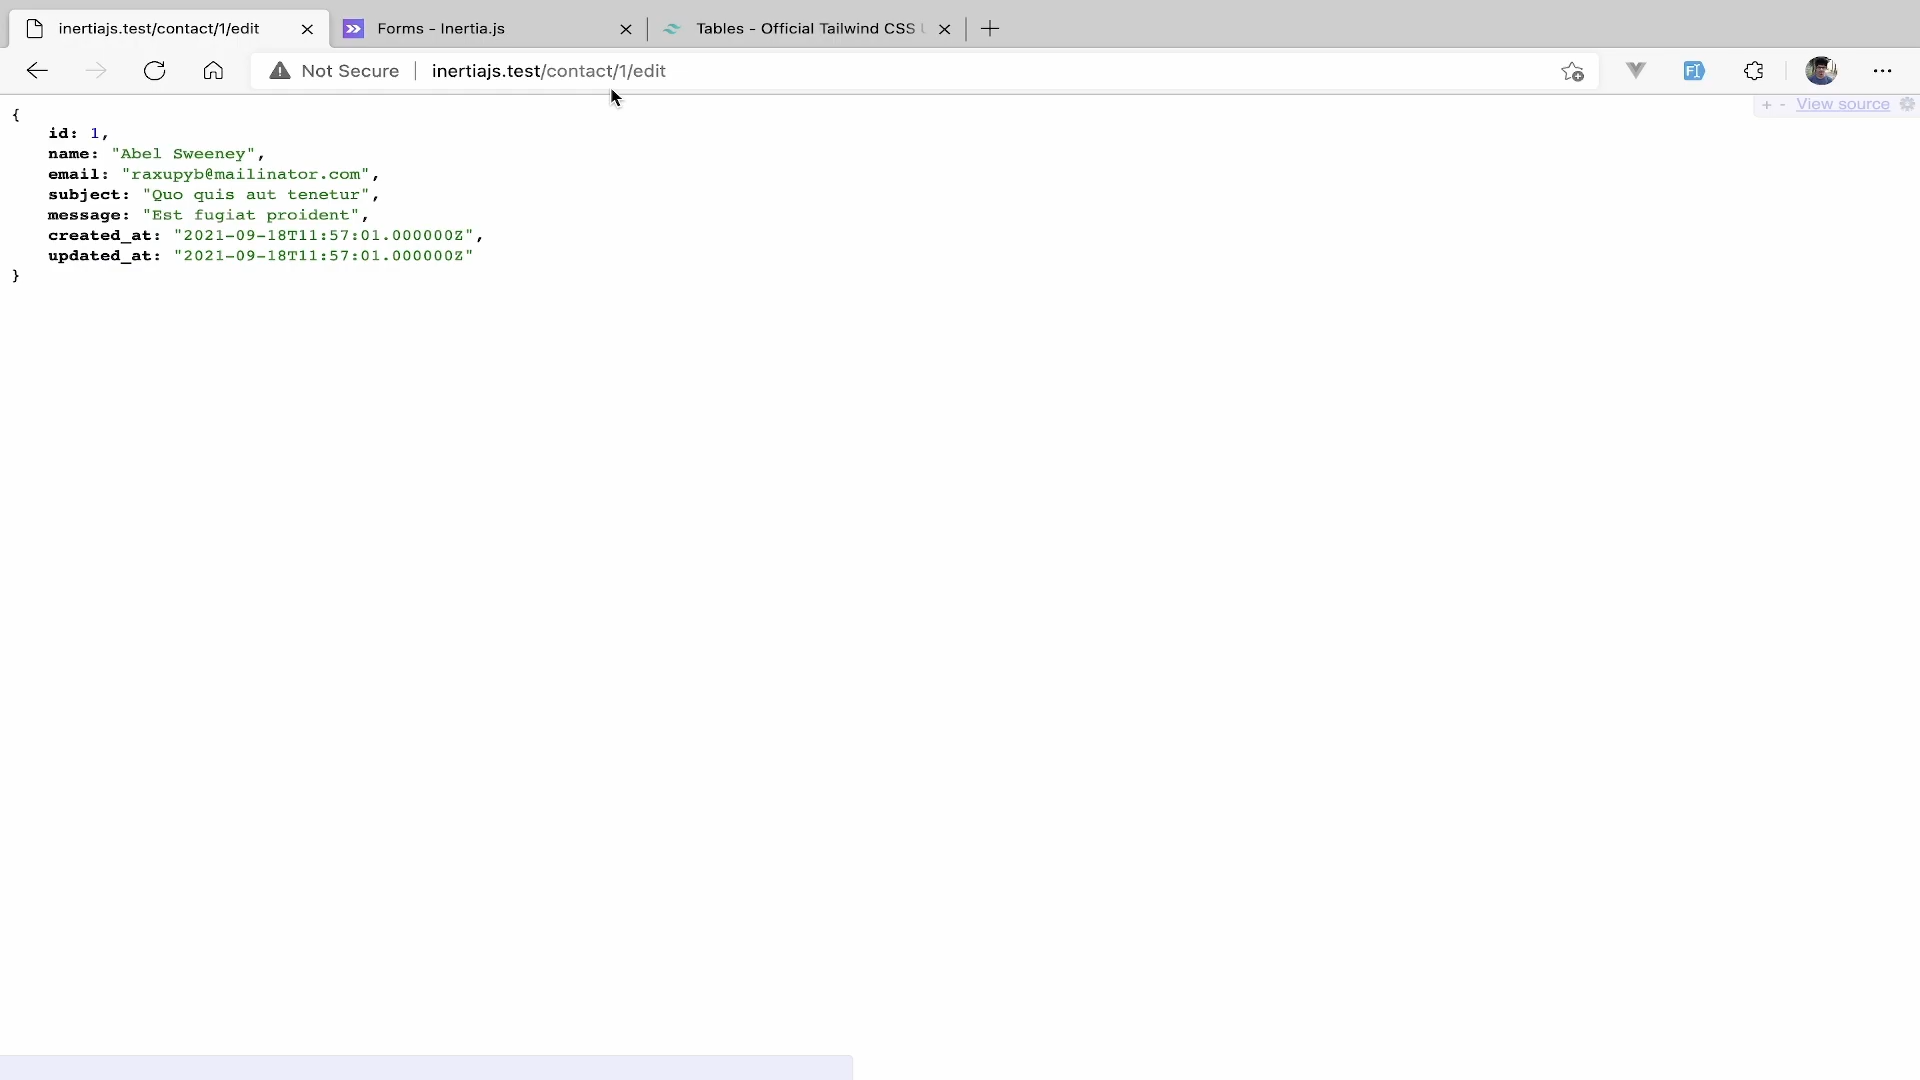 inertiajs.test/contact/1/edit
Forms - Inertia.js
Tables - Official Tailwind CSS
Not Secure
inertiajs.test/contact/1/edit
+ - View source
{
id: 1,
name: "Abel Sweeney",
email: "raxupyb@mailinator.com",
subject: "Quo quis aut tenetur",
message: "Est fugiat proident",
created_at: "2021-09-18T11:57:01.000000Z",
updated_at: "2021-09-18T11:57:01.000000Z"
}